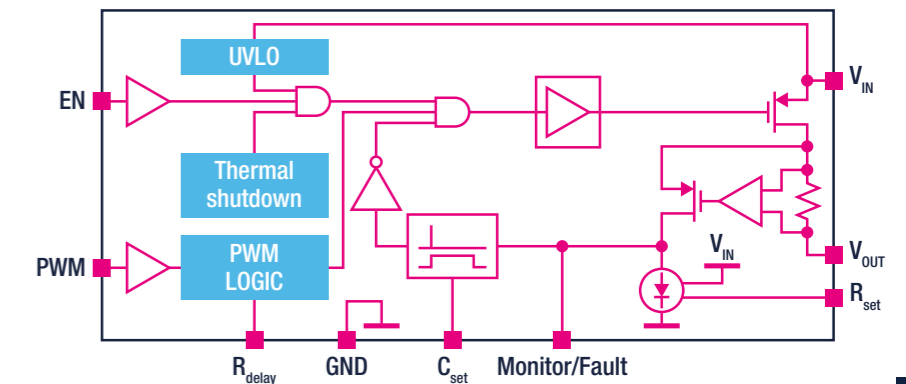 UVLO
V_IN
EN
Thermal
shutdown
PWM
PWM
LOGIC
V_IN
V_OUT
R_set
R_delay
GND
C_set
Monitor/Fault